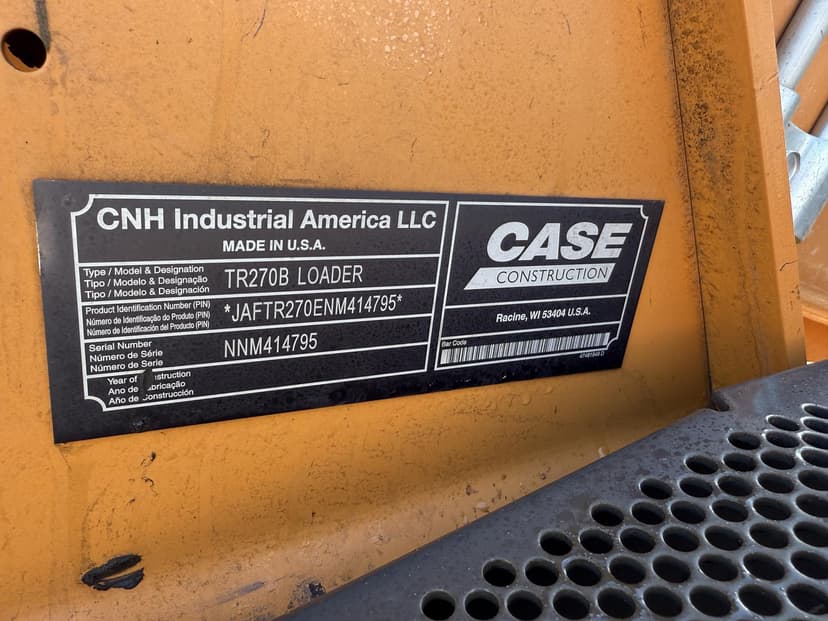 CNH Industrial America LLC
MADE IN U.S.A.
Type / Model & Designation
Tipo / Modelo & Designação
Tipo / Modelo & Designación
TR270B LOADER
Product Identification Number (PIN)
Número de Identificação do Produto (PIN)
Número de Identificación del Producto (PIN)
*JAFTR270ENM414795*
Serial Number
Número de Série
Número de Serie
NNM414795
Year of
Ano de
Año de Construcción
CASE
CONSTRUCTION
Racine, WI 53404 U.S.A.
Bar Code